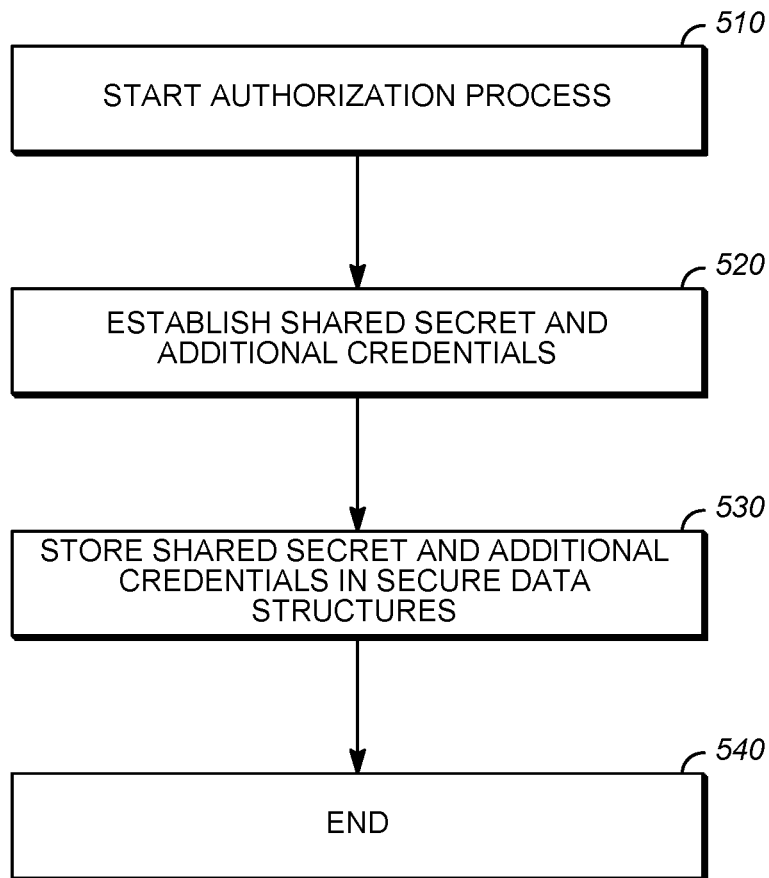 510
START AUTHORIZATION PROCESS
520
ESTABLISH SHARED SECRET AND
ADDITIONAL CREDENTIALS
530
STORE SHARED SECRET AND ADDITIONAL
CREDENTIALS IN SECURE DATA
STRUCTURES
540
END